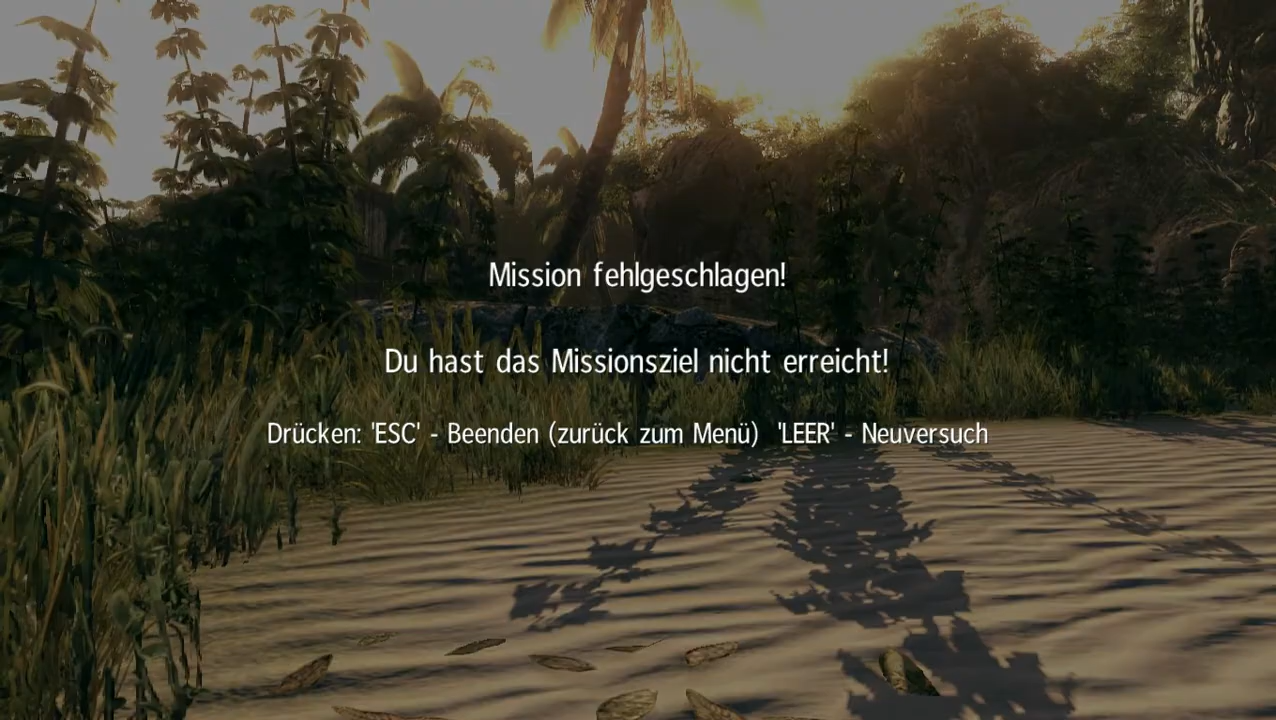 Mission fehlgeschlagen!
Du hast das Missionsziel nicht erreicht!
Drücken: 'ESC' - Beenden (zurück zum Menü)  'LEER' - Neuversuch